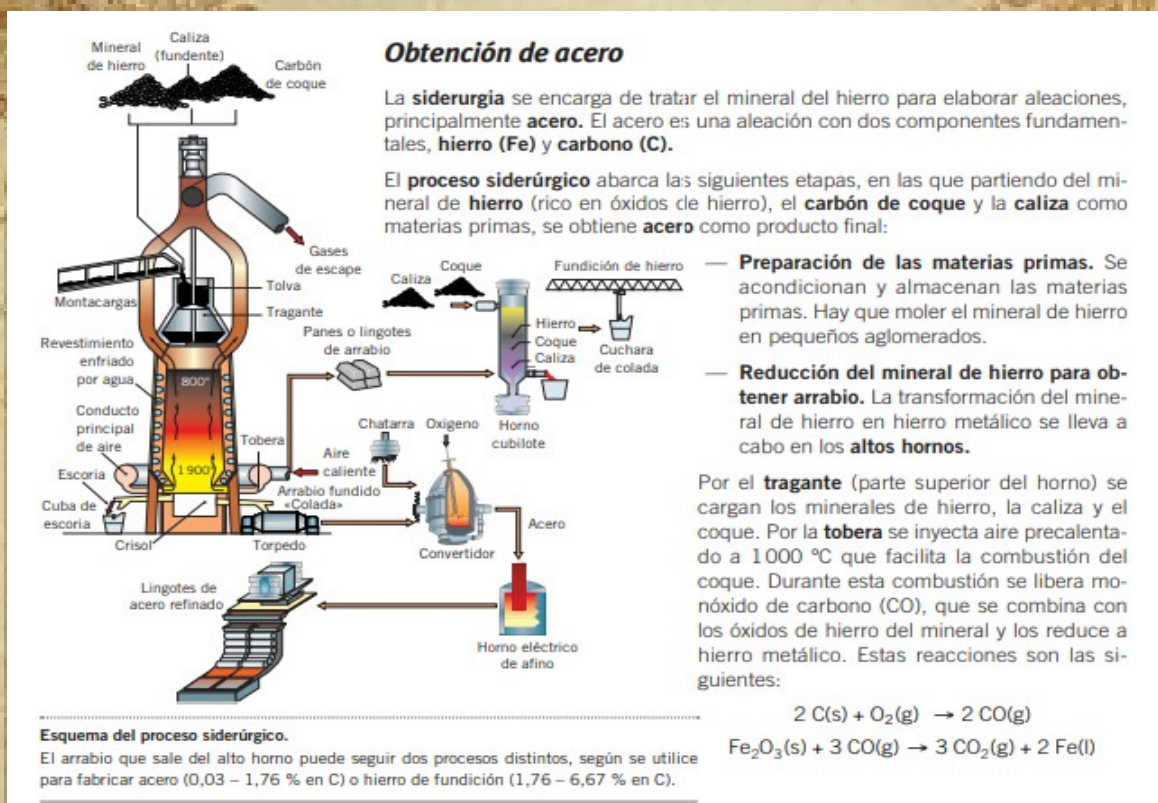 Mineral
de hierro
Caliza
(fundente)
Carbón
de coque
Gases
de escape
Tolva
Montacargas
Tragante
Revestimiento
enfriado
por agua
800°
Conducto
principal
de aire
Tobera
1 900°
Escoria
Aire
caliente
Arrabio fundido
«Colada»
Cuba de
escoria
Crisol
Torpedo
Panes o lingotes
de arrabio
Caliza
Coque
Fundición de hierro
Hierro
Coque
Caliza
Cuchara
de colada
Horno
cubilote
Chatarra
Oxigeno
Convertidor
Acero
Horno eléctrico
de afino
Lingotes de
acero refinado
Esquema del proceso siderúrgico.
El arrabio que sale del alto horno puede seguir dos procesos distintos, según se utilice
para fabricar acero (0,03 – 1,76 % en C) o hierro de fundición (1,76 – 6,67 % en C).
Obtención de acero
La siderurgia se encarga de tratar el mineral del hierro para elaborar aleaciones,
principalmente acero. El acero es una aleación con dos componentes fundamen-
tales, hierro (Fe) y carbono (C).
El proceso siderúrgico abarca las siguientes etapas, en las que partiendo del mi-
neral de hierro (rico en óxidos de hierro), el carbón de coque y la caliza como
materias primas, se obtiene acero como producto final:
— Preparación de las materias primas. Se
acondicionan y almacenan las materias
primas. Hay que moler el mineral de hierro
en pequeños aglomerados.
— Reducción del mineral de hierro para ob-
tener arrabio. La transformación del mine-
ral de hierro en hierro metálico se lleva a
cabo en los altos hornos.
Por el tragante (parte superior del horno) se
cargan los minerales de hierro, la caliza y el
coque. Por la tobera se inyecta aire precalenta-
do a 1 000 °C que facilita la combustión del
coque. Durante esta combustión se libera mo-
nóxido de carbono (CO), que se combina con
los óxidos de hierro del mineral y los reduce a
hierro metálico. Estas reacciones son las si-
guientes:
2 C(s) + O₂(g) → 2 CO(g)
Fe₂O₃(s) + 3 CO(g) → 3 CO₂(g) + 2 Fe(l)